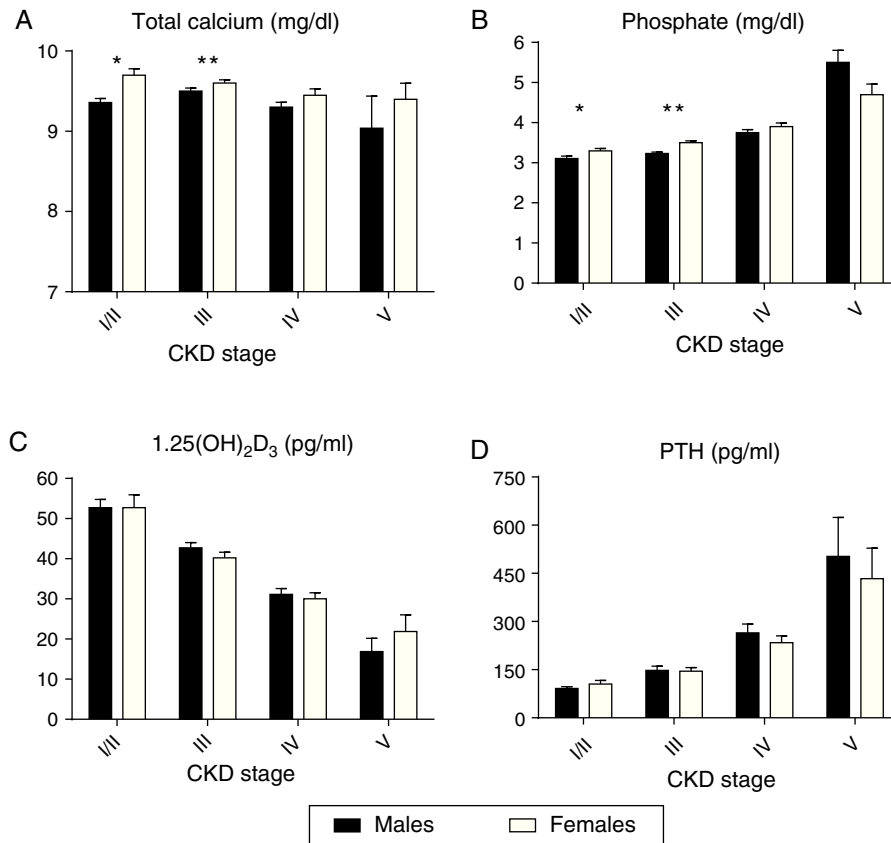 A
Total calcium (mg/dl)
10
9
8
7
*
**
I/II
III
IV
V
CKD stage
B
Phosphate (mg/dl)
6
5
4
3
2
1
0
*
**
I/II
III
IV
V
CKD stage
C
1.25(OH)₂D₃ (pg/ml)
60
50
40
30
20
10
0
I/II
III
IV
V
CKD stage
D
PTH (pg/ml)
750
600
450
300
150
0
I/II
III
IV
V
CKD stage
Males Females